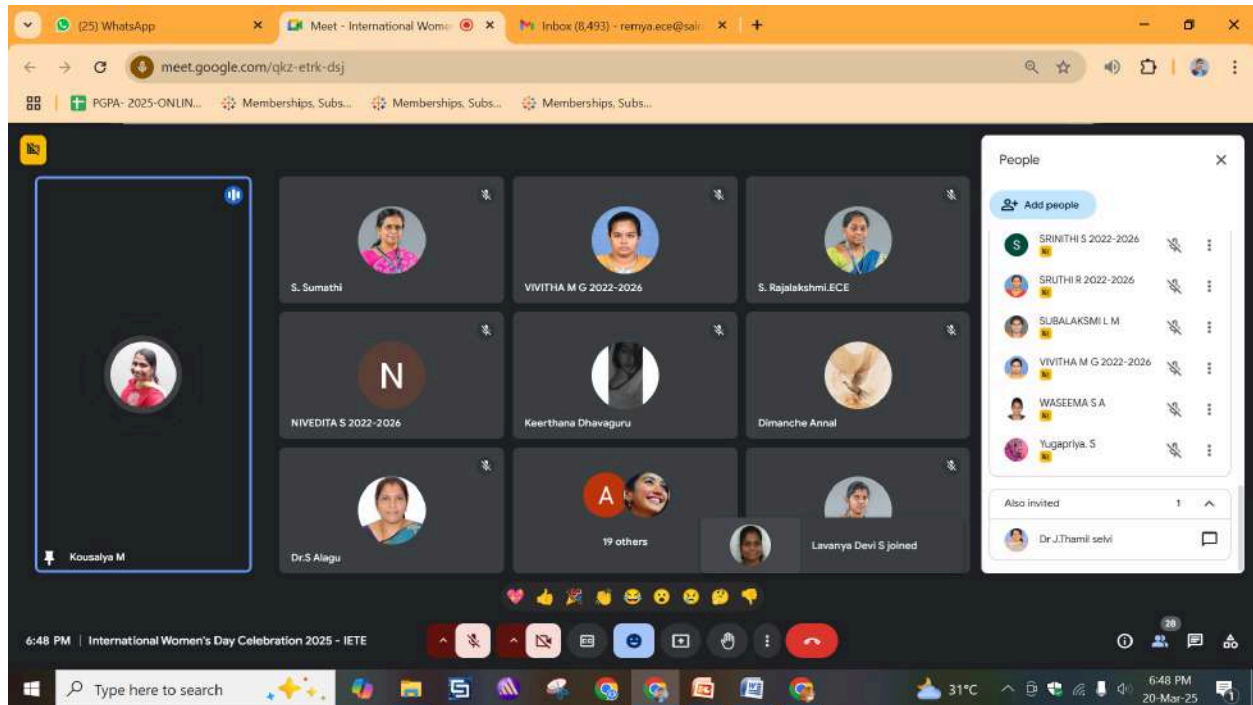 (25) WhatsApp
Meet - International Wome
Inbox (8,493) - remya.ece@sair
meet.google.com/qkz-etrk-dsj
PGPA- 2025-ONLIN...
Memberships, Subs...
Memberships, Subs...
Memberships, Subs...
People
Add people
S
SRINITHI S 2022-2026
SRUTHI R 2022-2026
SUBALAKSMI L M
VIVITHA M G 2022-2026
WASEEMA S A
Yugapriya. S
Also invited 1
Dr J.Thamil selvi
S. Sumathi
VIVITHA M G 2022-2026
S. Rajalakshmi.ECE
N
NIVEDITA S 2022-2026
Keerthana Dhavaguru
Dimanche Annal
Kousalya M
Dr.S Alagu
A
19 others
Lavanya Devi S joined
6:48 PM | International Women's Day Celebration 2025 - IETE
28
Type here to search
31°C
6:48 PM
20-Mar-25
1